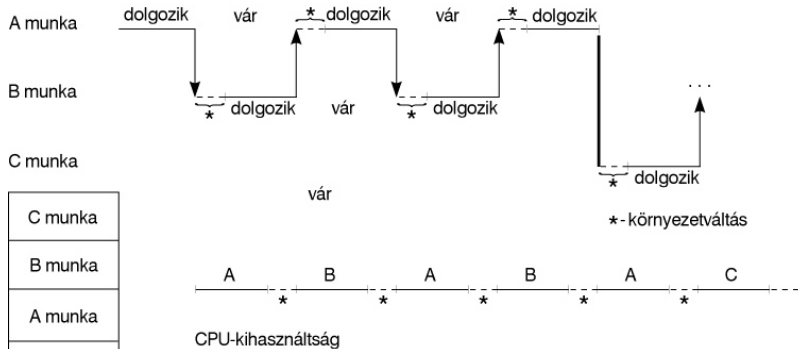 dolgozik vár * dolgozik vár * dolgozik
A munka
B munka
* dolgozik vár * dolgozik
...
C munka
* dolgozik
vár
*-környezetváltás
C munka
B munka
A munka
A B A B A C
* * * * *
CPU-kihasználtság